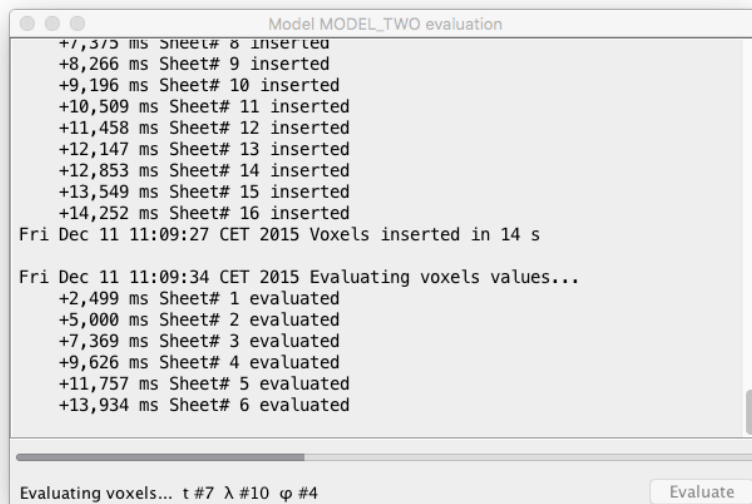 Model MODEL_TWO evaluation
+7,375 ms Sheet# 8 inserted
+8,266 ms Sheet# 9 inserted
+9,196 ms Sheet# 10 inserted
+10,509 ms Sheet# 11 inserted
+11,458 ms Sheet# 12 inserted
+12,147 ms Sheet# 13 inserted
+12,853 ms Sheet# 14 inserted
+13,549 ms Sheet# 15 inserted
+14,252 ms Sheet# 16 inserted
Fri Dec 11 11:09:27 CET 2015 Voxels inserted in 14 s
Fri Dec 11 11:09:34 CET 2015 Evaluating voxels values...
+2,499 ms Sheet# 1 evaluated
+5,000 ms Sheet# 2 evaluated
+7,369 ms Sheet# 3 evaluated
+9,626 ms Sheet# 4 evaluated
+11,757 ms Sheet# 5 evaluated
+13,934 ms Sheet# 6 evaluated
Evaluating voxels... t #7 λ #10 φ #4
Evaluate